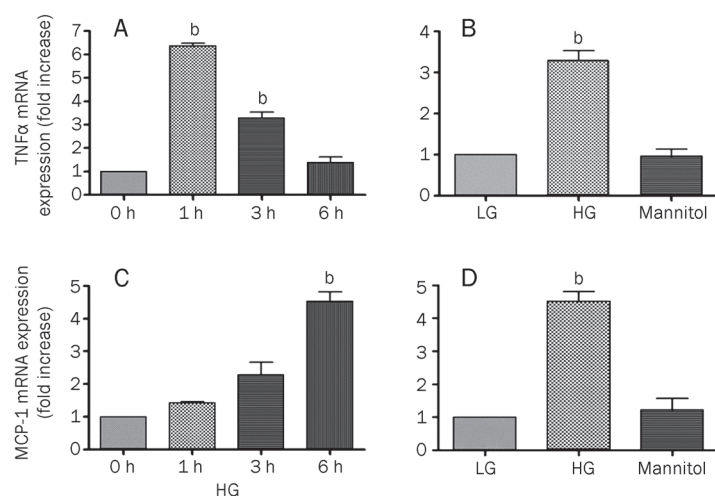 A
TNFα mRNA
expression (fold increase)
7
6
5
4
3
2
1
0
b
b
0 h 1 h 3 h 6 h
B
4
3
2
1
0
b
LG HG Mannitol
C
MCP-1 mRNA expression
(fold increase)
5
4
3
2
1
0
b
0 h 1 h 3 h 6 h
HG
D
5
4
3
2
1
0
b
LG HG Mannitol